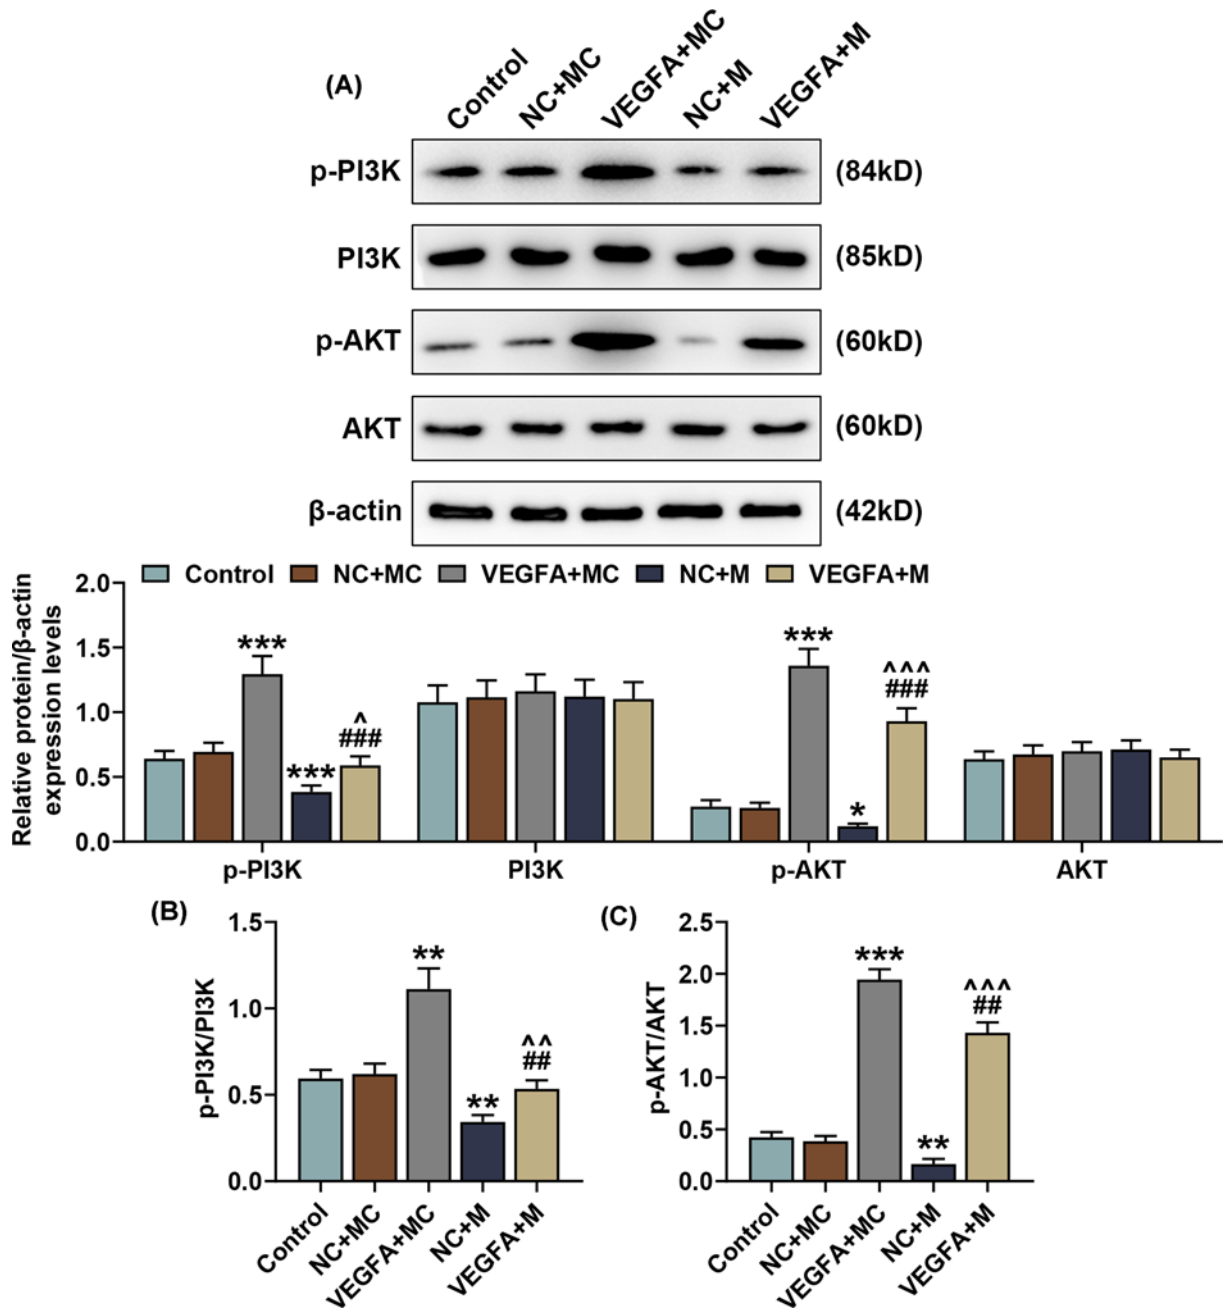 (A)
Control NC+MC VEGFA+MC NC+M VEGFA+M
p-PI3K (84kD)
PI3K (85kD)
p-AKT (60kD)
AKT (60kD)
β-actin (42kD)
Control NC+MC VEGFA+MC NC+M VEGFA+M
Relative protein/β-actin
expression levels
2.0
1.5
1.0
0.5
0.0
***
***
^
###
***
*
^^^
###
p-PI3K PI3K p-AKT AKT
(B)
p-PI3K/PI3K
1.5
1.0
0.5
0.0
**
**
^^
##
Control NC+MC VEGFA+MC NC+M VEGFA+M
(C)
p-AKT/AKT
2.5
2.0
1.5
1.0
0.5
0.0
***
**
^^^
##
Control NC+MC VEGFA+MC NC+M VEGFA+M